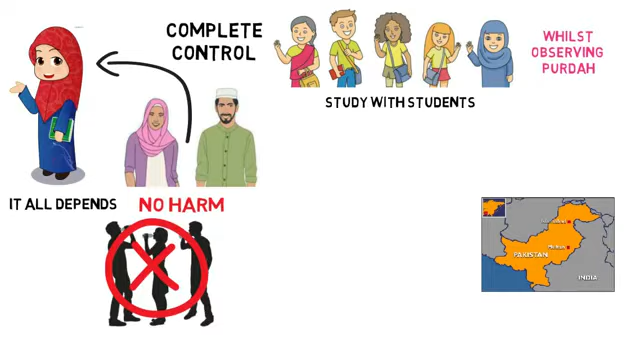 COMPLETE
CONTROL
STUDY WITH STUDENTS
WHILST
OBSERVING
PURDAH
IT ALL DEPENDS
NO HARM
PAKISTAN
INDIA